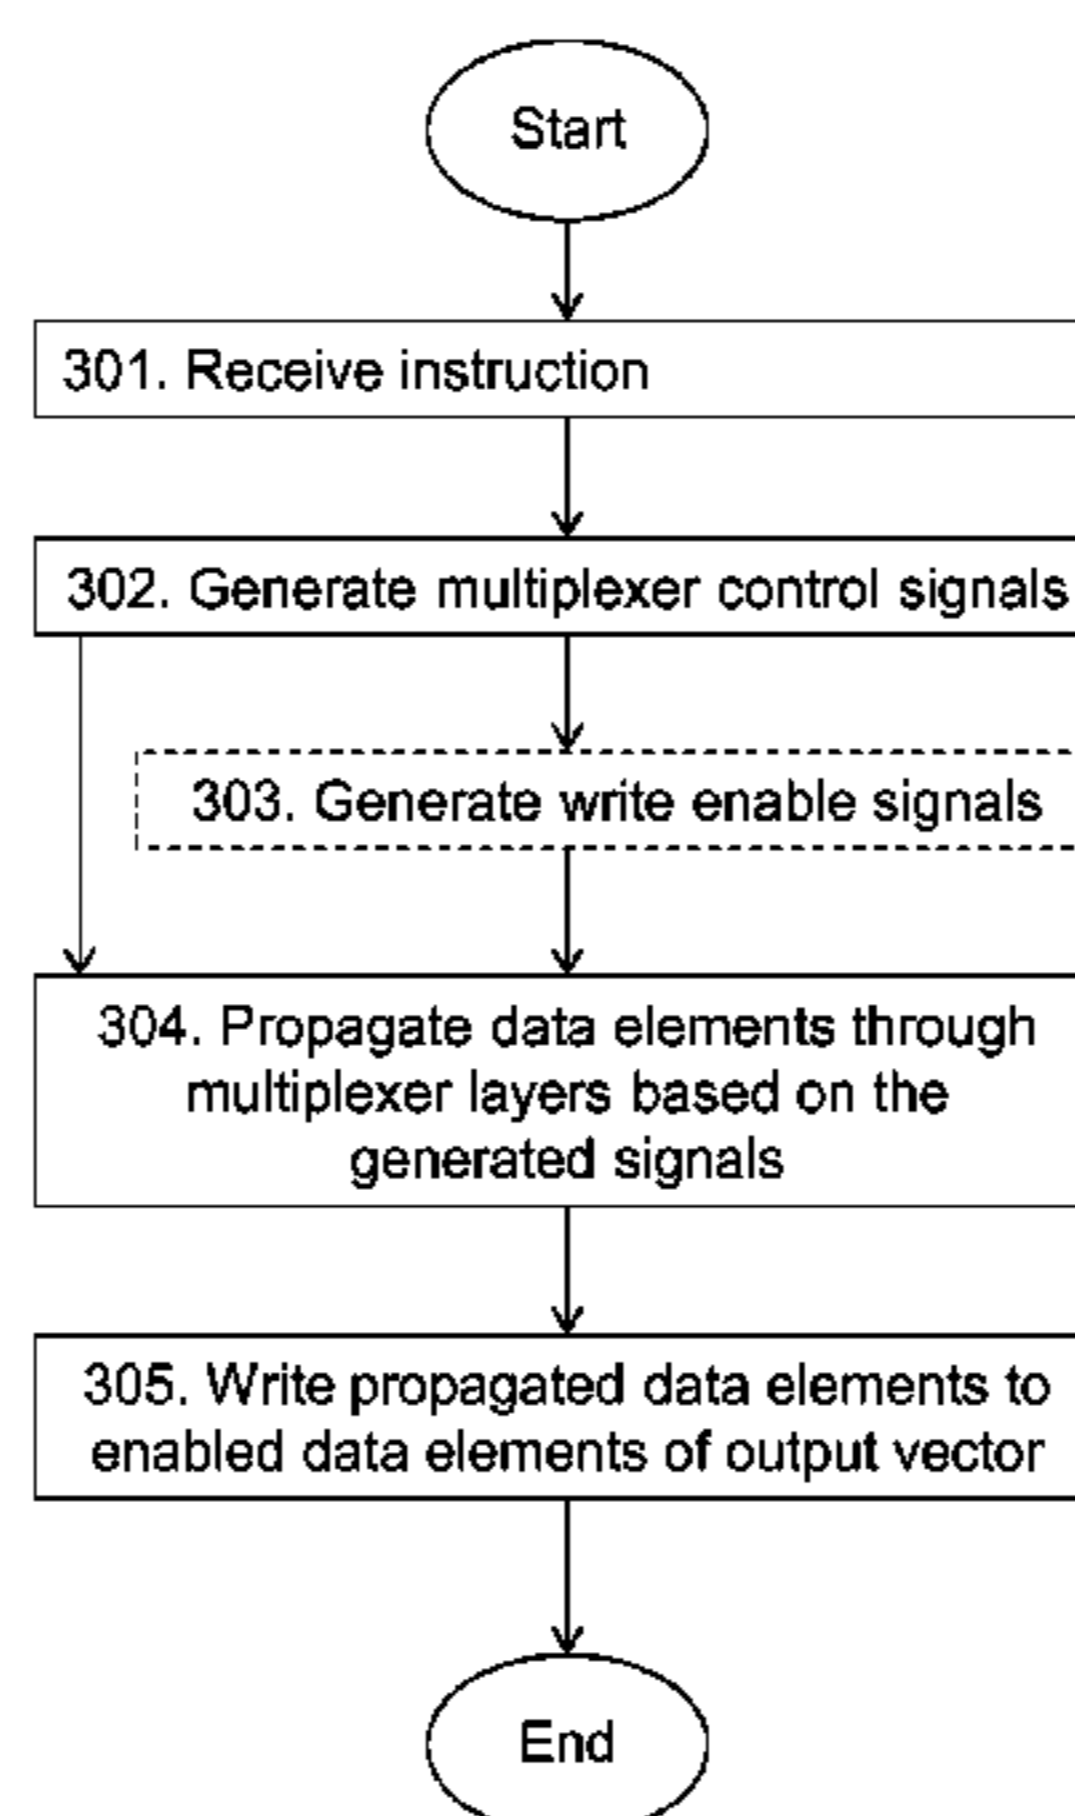 Start
301. Receive instruction
302. Generate multiplexer control signals
303. Generate write enable signals
304. Propagate data elements through
multiplexer layers based on the
generated signals
305. Write propagated data elements to
enabled data elements of output vector
End